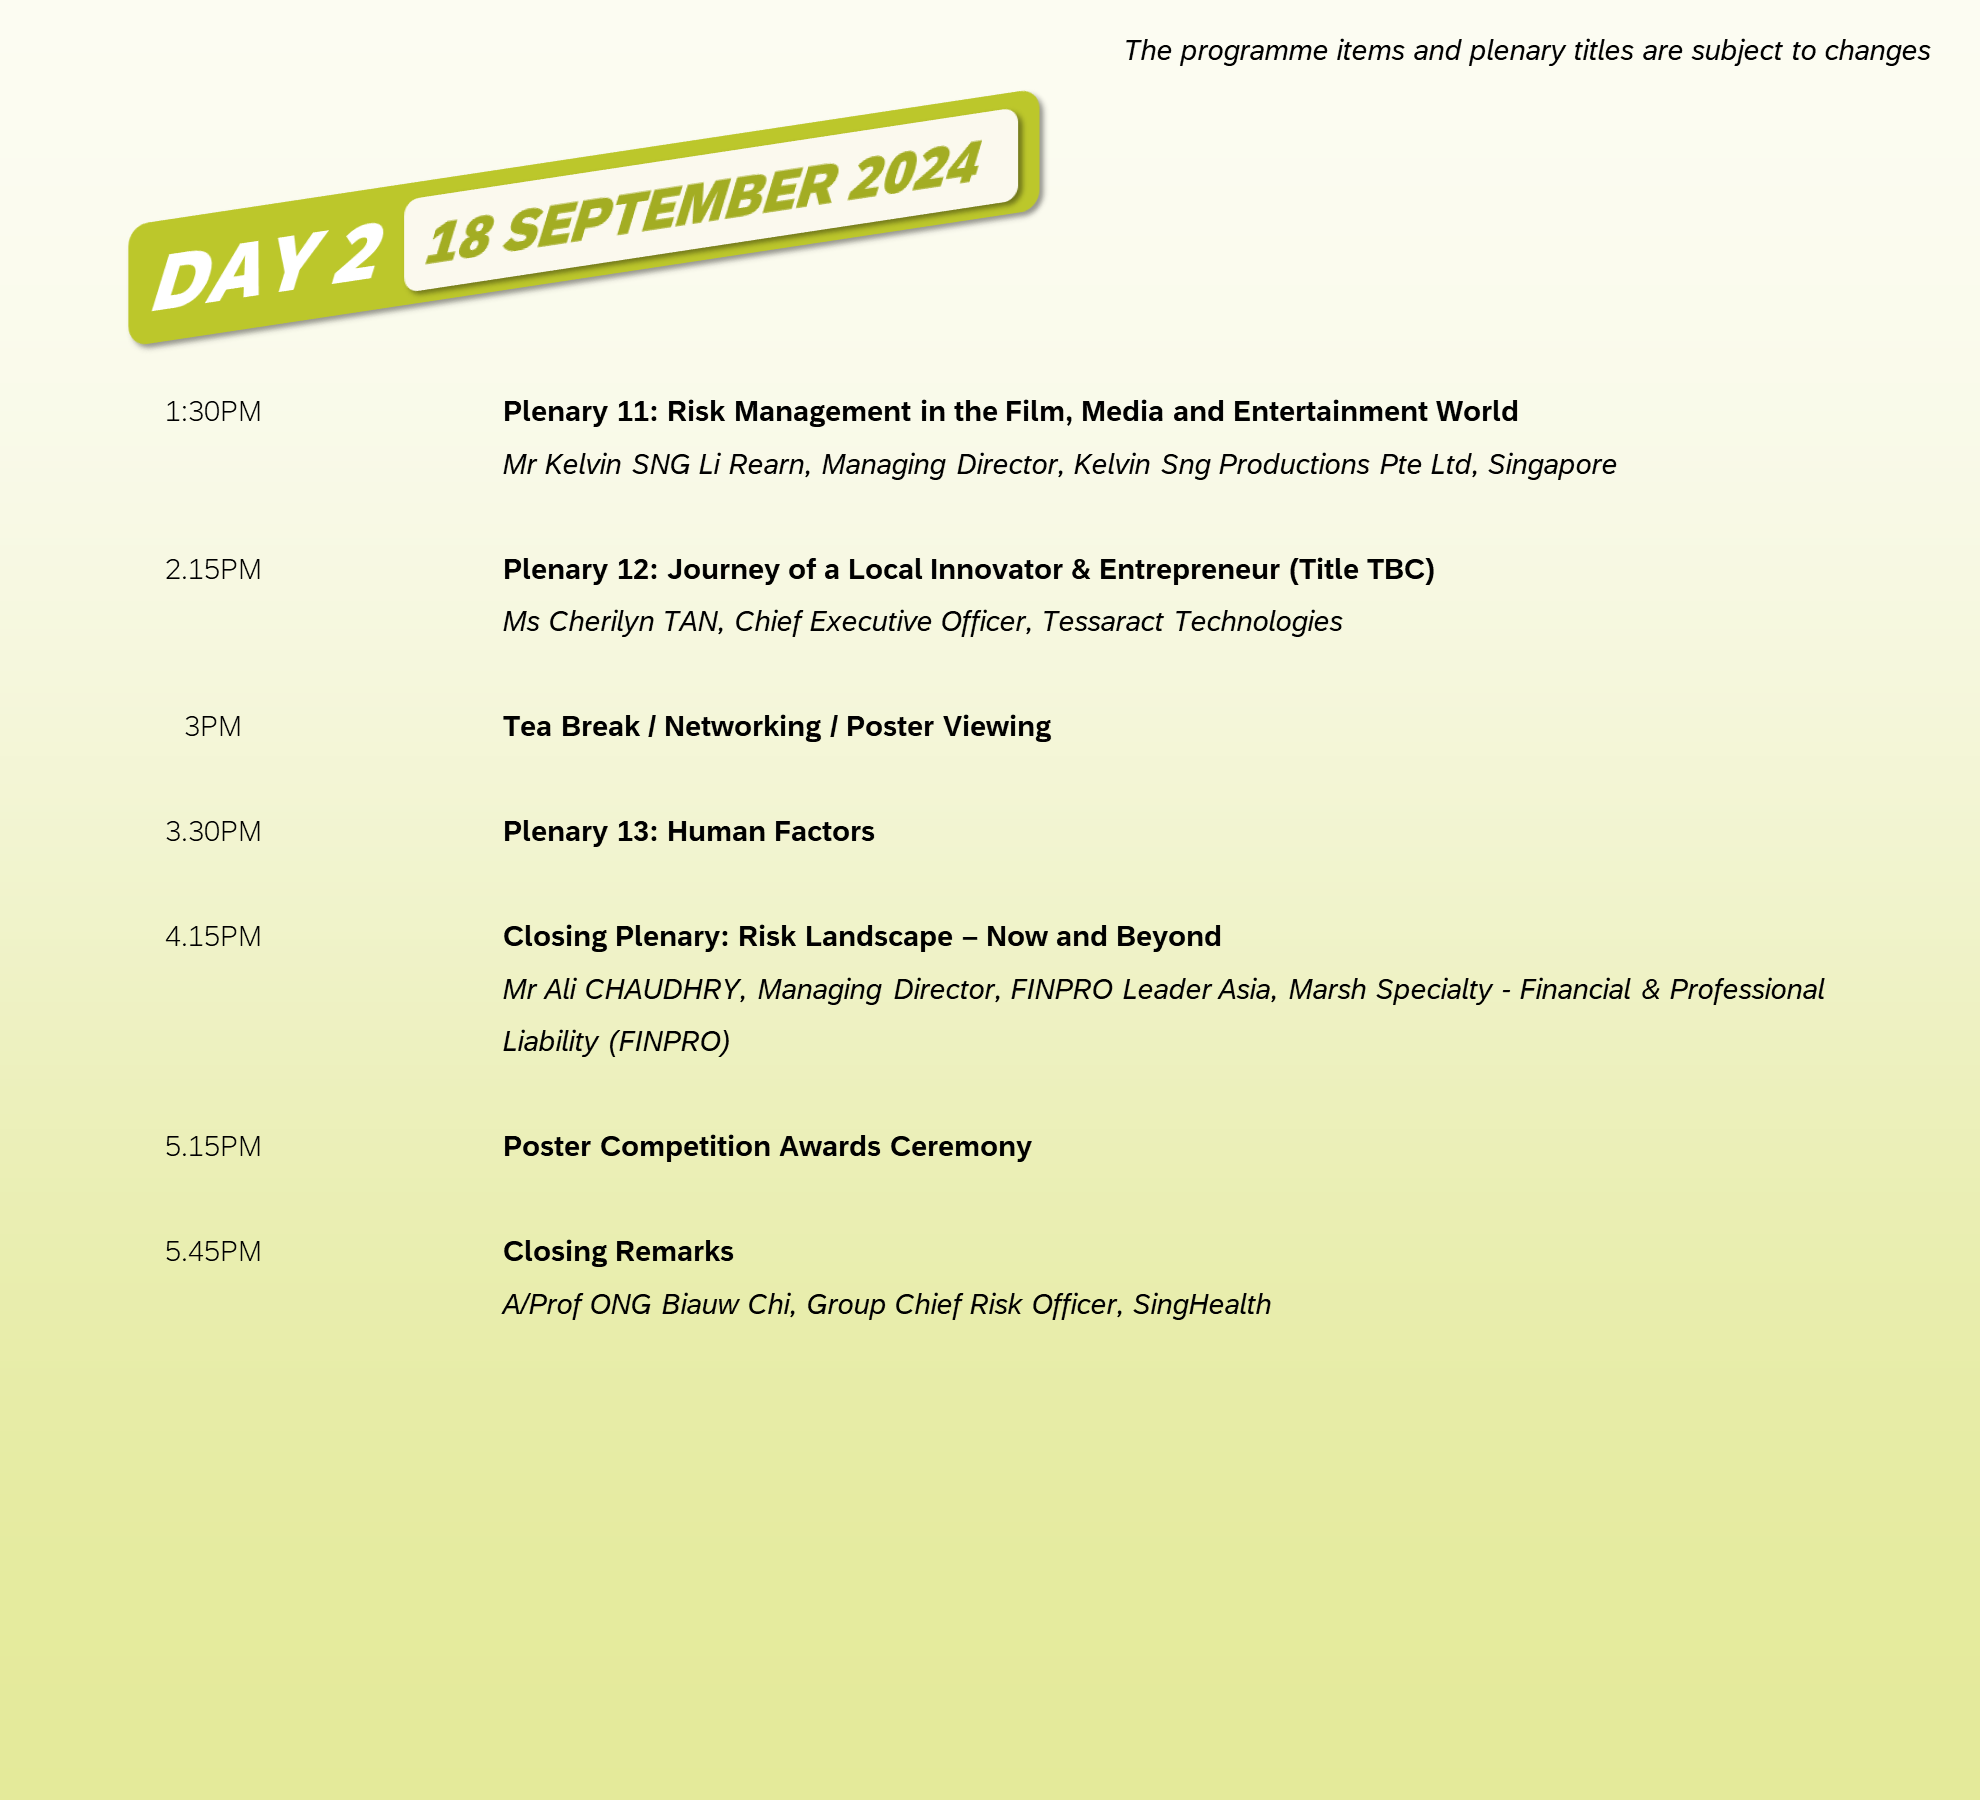 The programme items and plenary titles are subject to changes
DAY 2 18 SEPTEMBER 2024
1:30PM Plenary 11: Risk Management in the Film, Media and Entertainment World
Mr Kelvin SNG Li Rearn, Managing Director, Kelvin Sng Productions Pte Ltd, Singapore
2.15PM Plenary 12: Journey of a Local Innovator & Entrepreneur (Title TBC)
Ms Cherilyn TAN, Chief Executive Officer, Tessaract Technologies
3PM Tea Break / Networking / Poster Viewing
3.30PM Plenary 13: Human Factors
4.15PM Closing Plenary: Risk Landscape – Now and Beyond
Mr Ali CHAUDHRY, Managing Director, FINPRO Leader Asia, Marsh Specialty - Financial & Professional
Liability (FINPRO)
5.15PM Poster Competition Awards Ceremony
5.45PM Closing Remarks
A/Prof ONG Biauw Chi, Group Chief Risk Officer, SingHealth